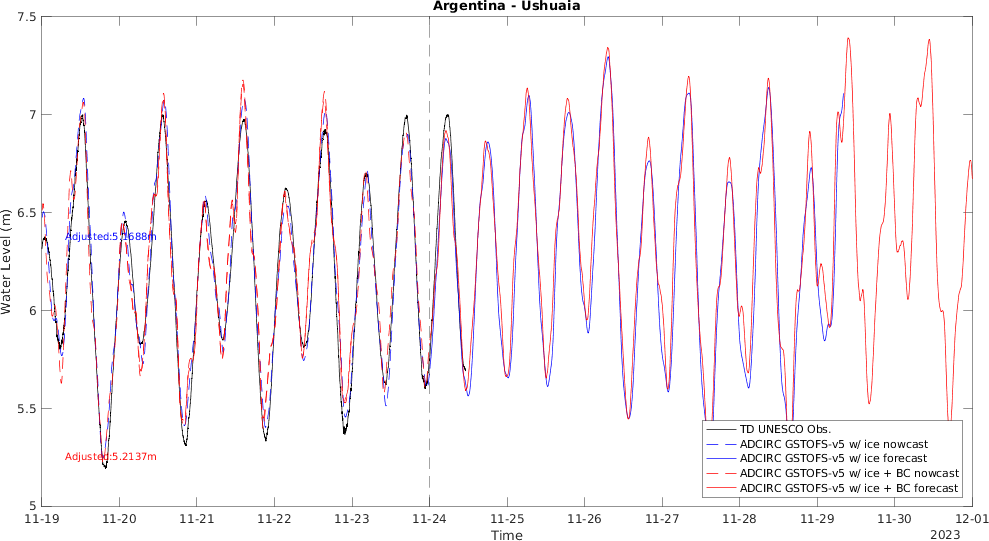 Argentina - Ushuaia
Water Level (m)
7.5
7
6.5
6
5.5
5
Adjusted:5.1688m
Adjusted:5.2137m
TD UNESCO Obs.
ADCIRC GSTOFS-v5 w/ ice nowcast
ADCIRC GSTOFS-v5 w/ ice forecast
ADCIRC GSTOFS-v5 w/ ice + BC nowcast
ADCIRC GSTOFS-v5 w/ ice + BC forecast
11-19 11-20 11-21 11-22 11-23 11-24 11-25 11-26 11-27 11-28 11-29 11-30 12-01
Time
2023